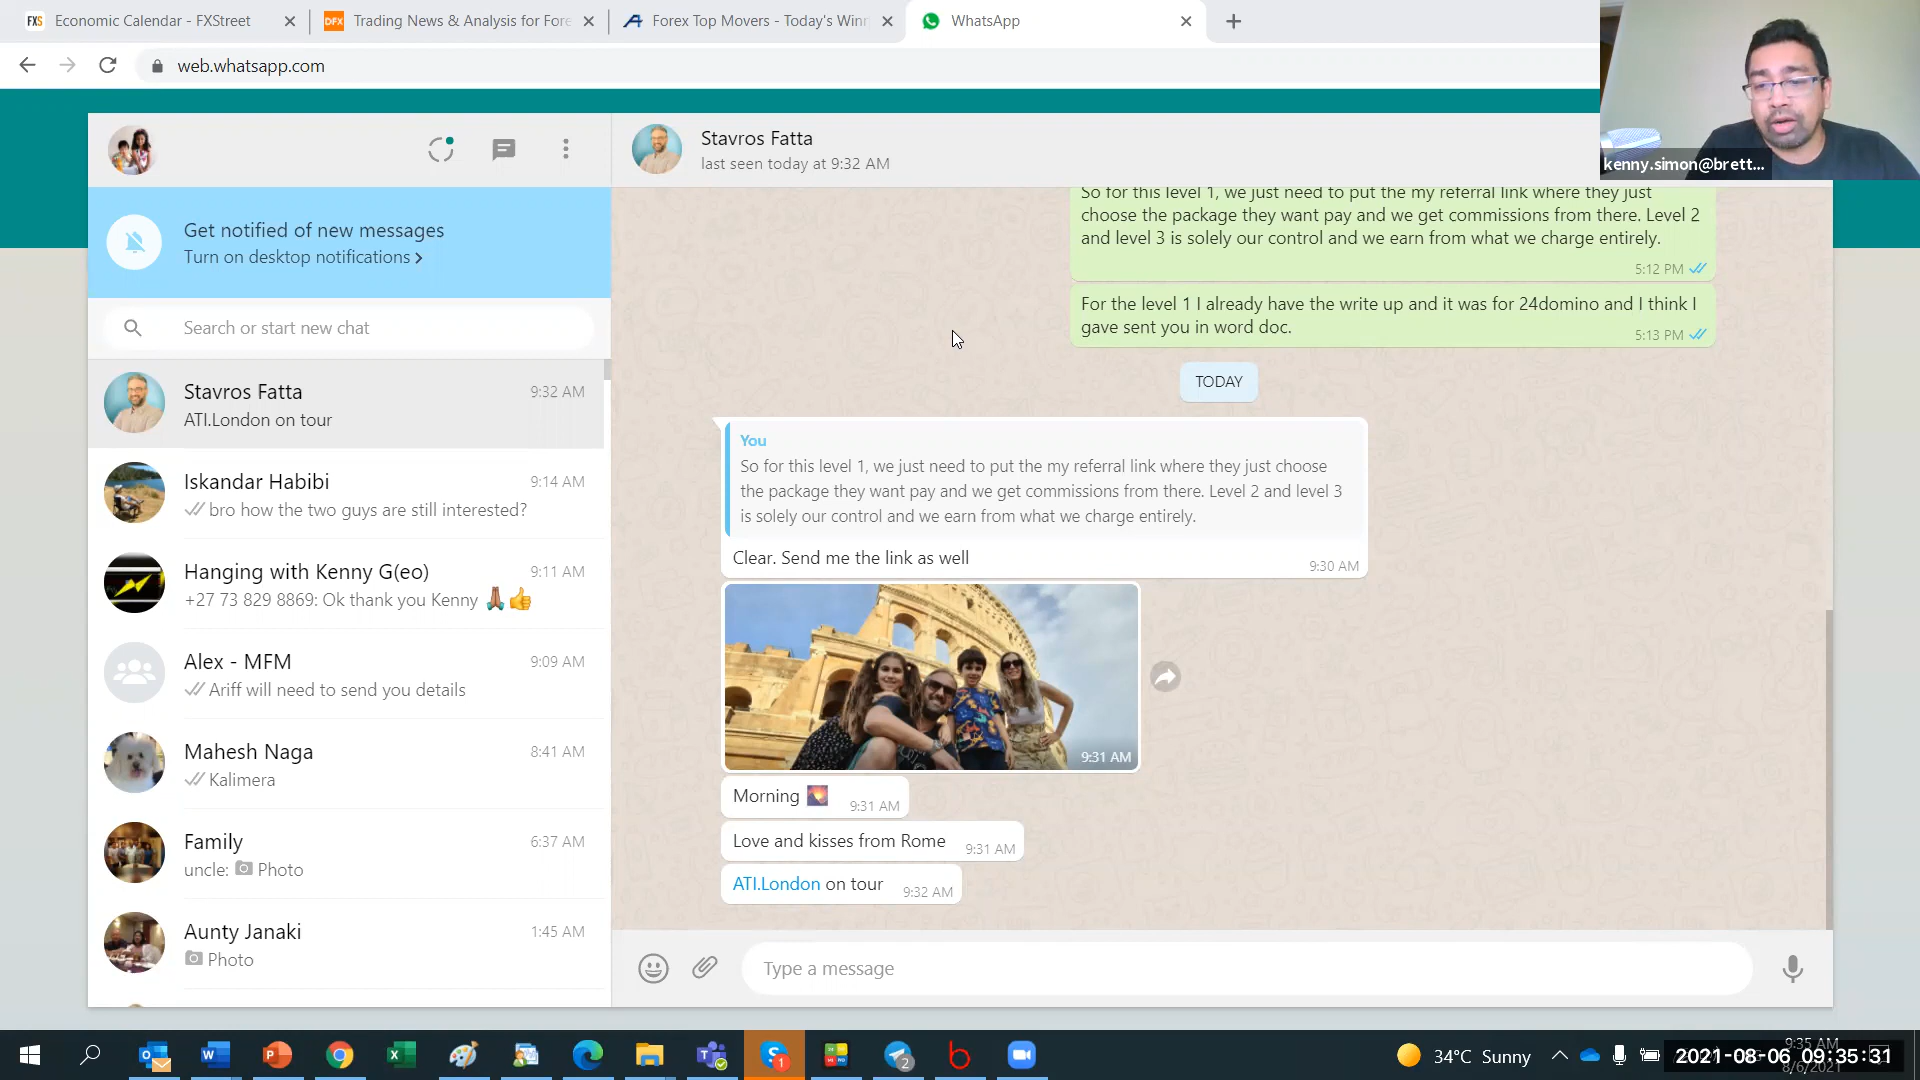 Economic Calendar - FXStreet
DFX Trading News & Analysis for Fore
Forex Top Movers - Today's Winn
WhatsApp
web.whatsapp.com
kenny.simon@brett...
Stavros Fatta
last seen today at 9:32 AM
Get notified of new messages
Turn on desktop notifications >
Search or start new chat
Stavros Fatta 9:32 AM
ATI.London on tour
Iskandar Habibi 9:14 AM
bro how the two guys are still interested?
Hanging with Kenny G(eo) 9:11 AM
+27 73 829 8869: Ok thank you Kenny 🙏🏽👍
Alex - MFM 9:09 AM
Ariff will need to send you details
Mahesh Naga 8:41 AM
Kalimera
Family 6:37 AM
uncle: Photo
Aunty Janaki 1:45 AM
Photo
So for this level 1, we just need to put the my referral link where they just
choose the package they want pay and we get commissions from there. Level 2
and level 3 is solely our control and we earn from what we charge entirely.
5:12 PM
For the level 1 I already have the write up and it was for 24domino and I think I
gave sent you in word doc.
5:13 PM
TODAY
You
So for this level 1, we just need to put the my referral link where they just choose
the package they want pay and we get commissions from there. Level 2 and level 3
is solely our control and we earn from what we charge entirely.
Clear. Send me the link as well
9:30 AM
9:31 AM
Morning 🌄 9:31 AM
Love and kisses from Rome 9:31 AM
ATI.London on tour 9:32 AM
Type a message
34°C Sunny
9:35 AM
2021-08-06 09:35:31
8/6/2021